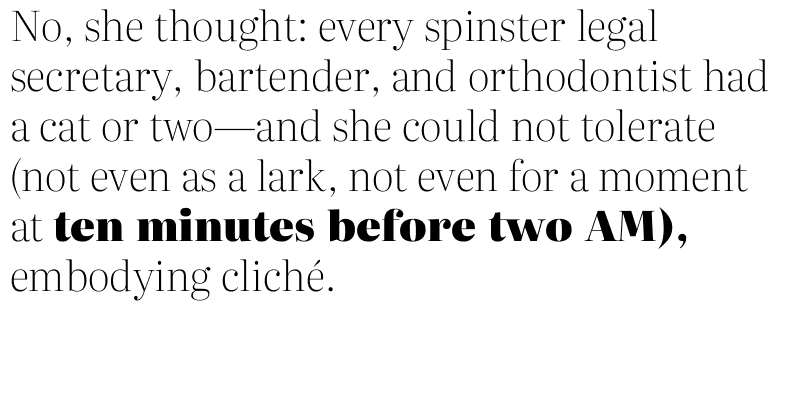 No, she thought: every spinster legal
secretary, bartender, and orthodontist had
a cat or two—and she could not tolerate
(not even as a lark, not even for a moment
at ten minutes before two AM),
embodying cliché.